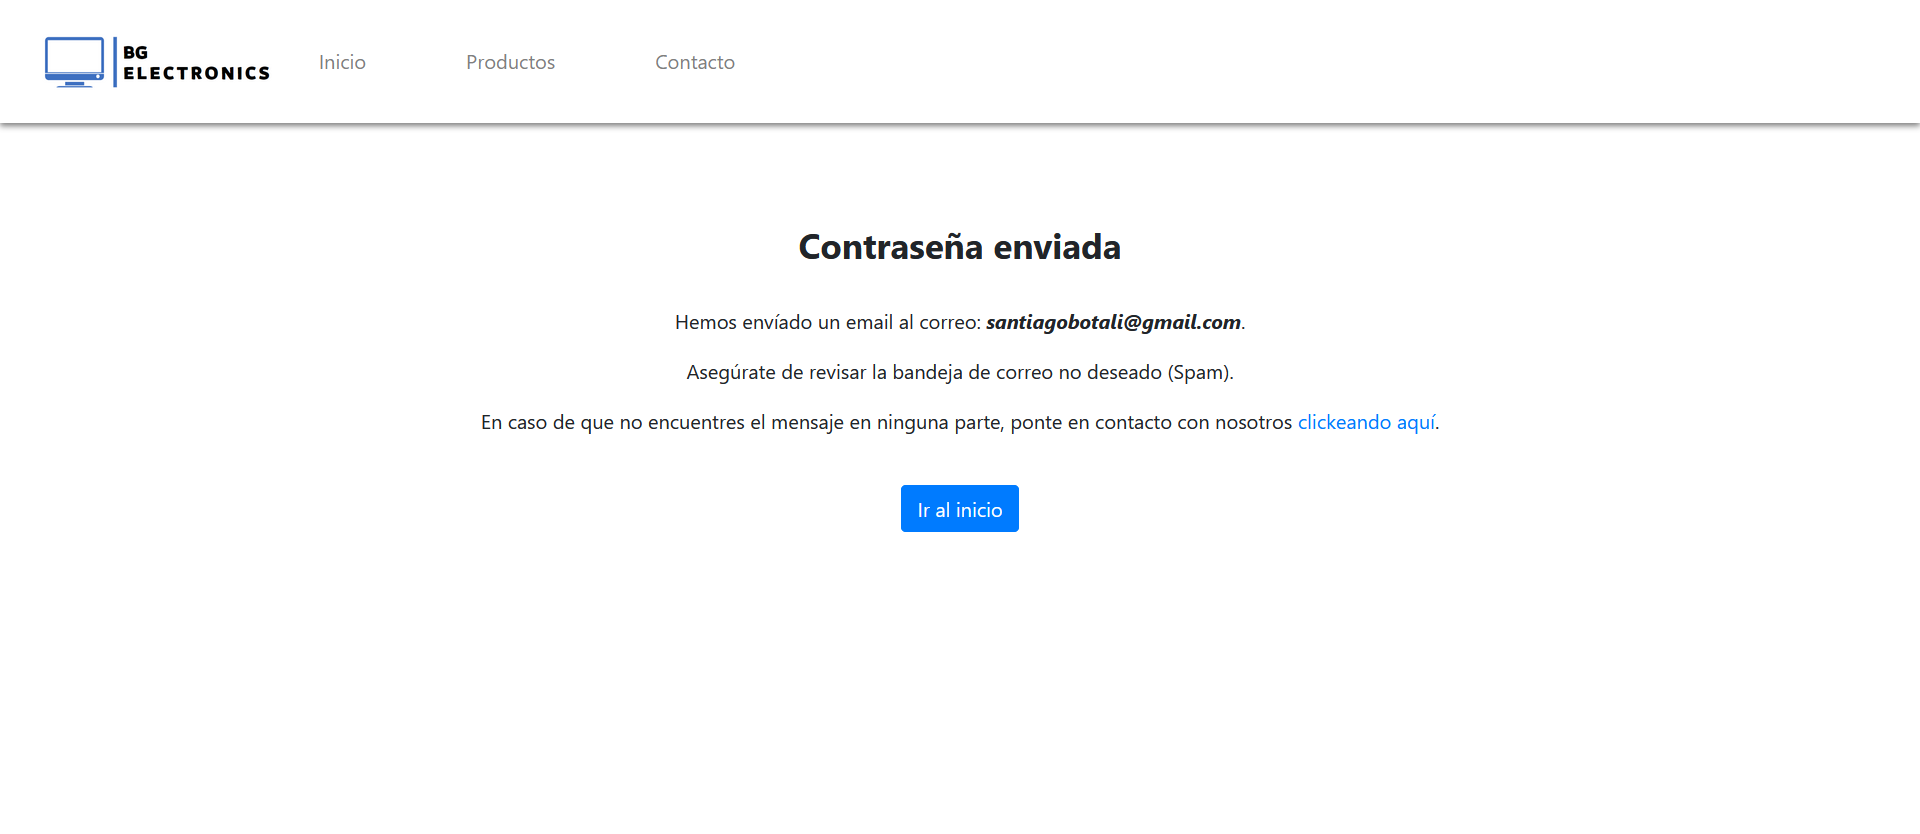 BG
ELECTRONICS
Inicio
Productos
Contacto
Contraseña enviada
Hemos envíado un email al correo: santiagobotali@gmail.com.
Asegúrate de revisar la bandeja de correo no deseado (Spam).
En caso de que no encuentres el mensaje en ninguna parte, ponte en contacto con nosotros clickeando aquí.
Ir al inicio